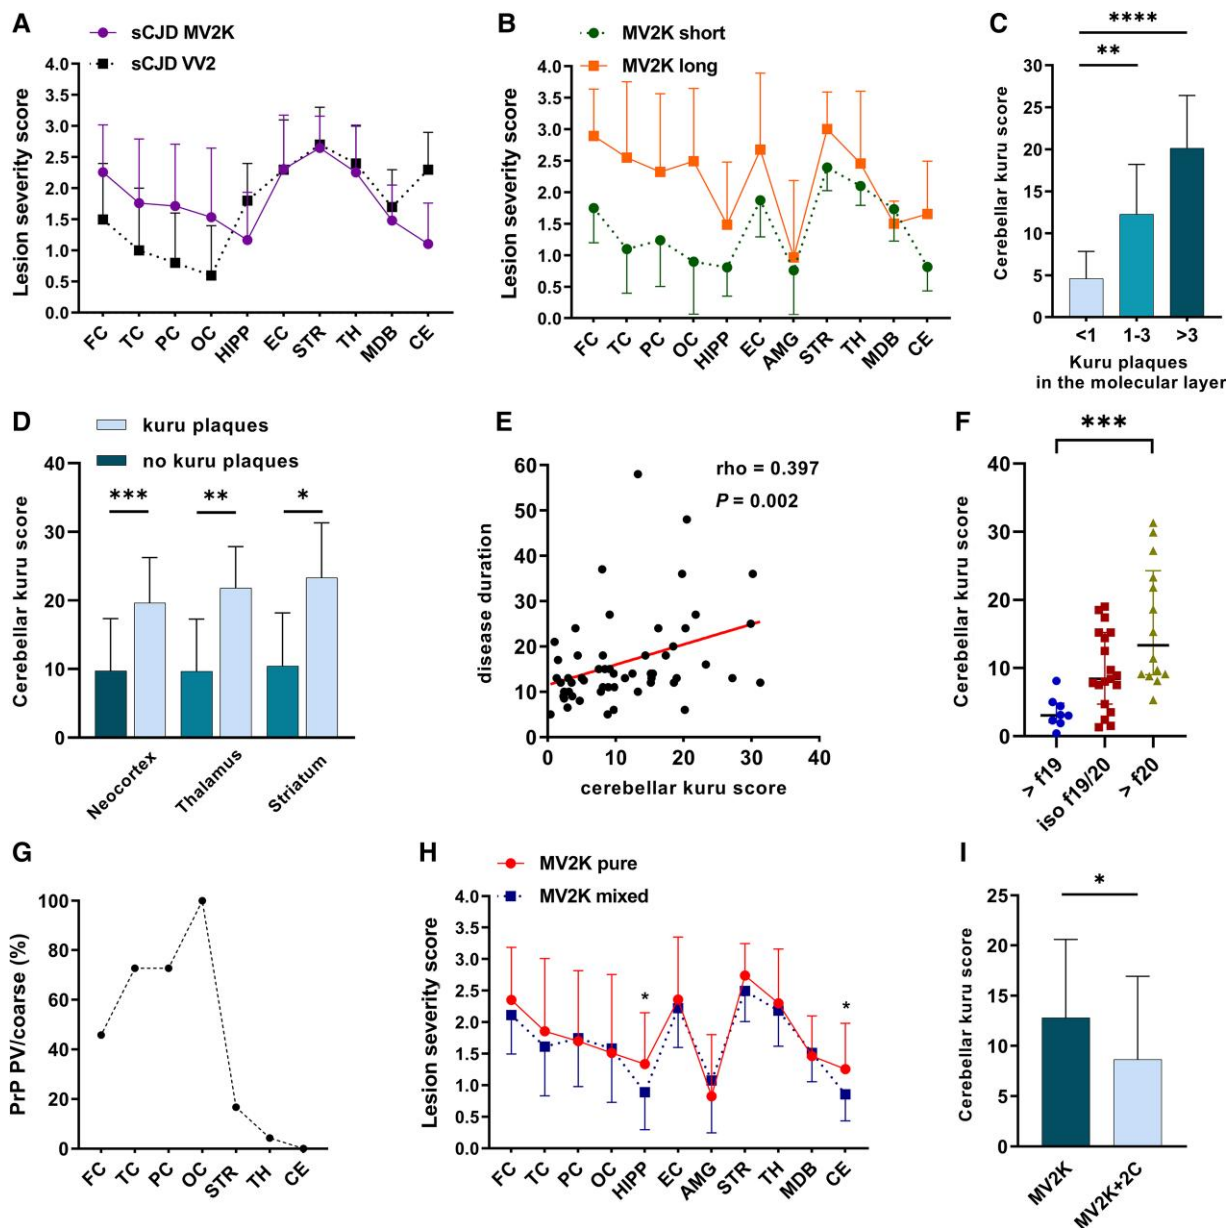 A
sCJD MV2K
sCJD VV2
Lesion severity score
4.0
3.5
3.0
2.5
2.0
1.5
1.0
0.5
0.0
FC
TC
PC
OC
HIPP
EC
STR
TH
MDB
CE
B
MV2K short
MV2K long
Lesion severity score
4.0
3.5
3.0
2.5
2.0
1.5
1.0
0.5
0.0
FC
TC
PC
OC
HIPP
EC
AMG
STR
TH
MDB
CE
C
****
**
Cerebellar kuru score
30
25
20
15
10
5
0
<1 1-3 >3
Kuru plaques
in the molecular layer
D
kuru plaques
no kuru plaques
Cerebellar kuru score
40
30
20
10
0
*** ** *
Neocortex
Thalamus
Striatum
E
rho = 0.397
P = 0.002
disease duration
60
50
40
30
20
10
0
0 10 20 30 40
cerebellar kuru score
F
***
Cerebellar kuru score
40
30
20
10
0
> f19
iso f19/20
> f20
G
PrP PV/coarse (%)
100
80
60
40
20
0
FC
TC
PC
OC
STR
TH
CE
H
MV2K pure
MV2K mixed
Lesion severity score
4.0
3.5
3.0
2.5
2.0
1.5
1.0
0.5
0.0
* *
FC
TC
PC
OC
HIPP
EC
AMG
STR
TH
MDB
CE
I
*
Cerebellar kuru score
25
20
15
10
5
0
MV2K
MV2K+2C